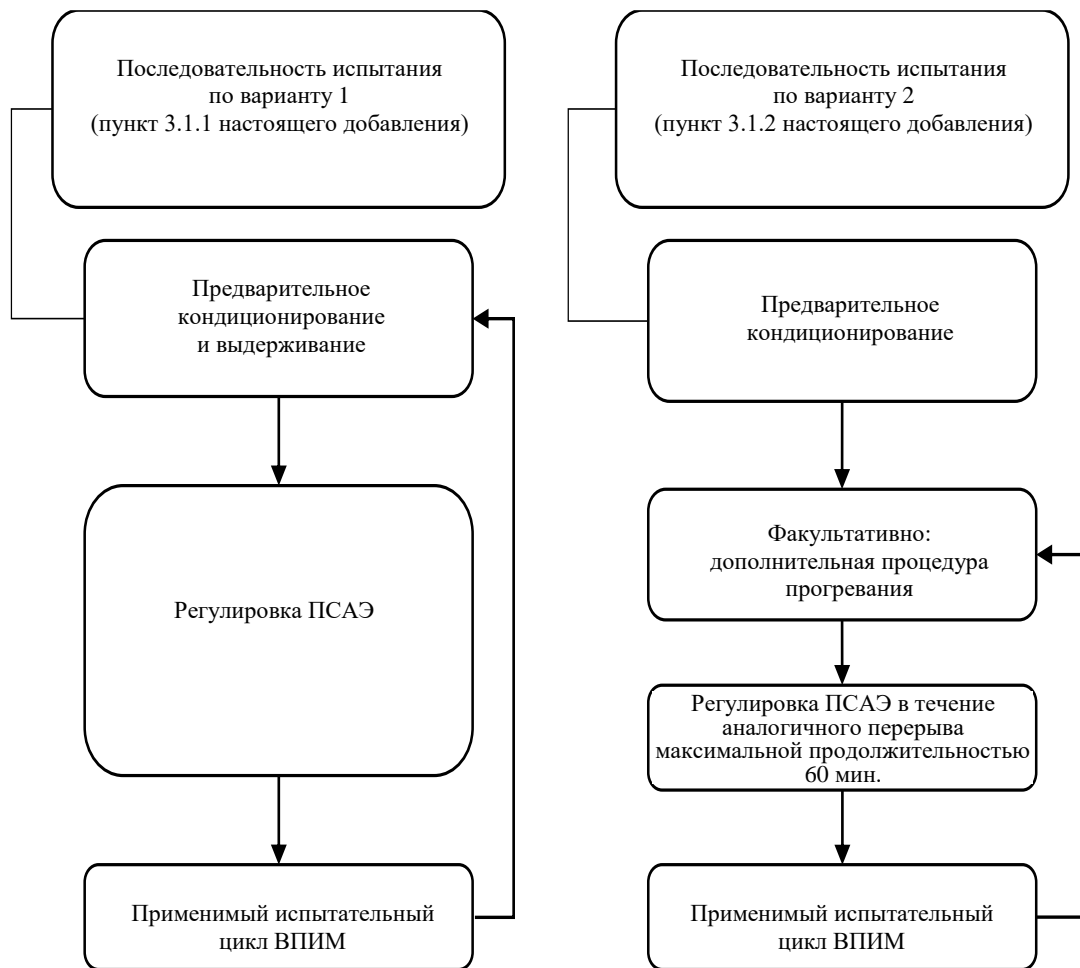 Последовательность испытания
по варианту 1
(пункт 3.1.1 настоящего добавления)
Предварительное
кондиционирование
и выдерживание
Регулировка ПСАЭ
Применимый испытательный
цикл ВПИМ
Последовательность испытания
по варианту 2
(пункт 3.1.2 настоящего добавления)
Предварительное
кондиционирование
Факультативно:
дополнительная процедура
прогревания
Регулировка ПСАЭ в течение
аналогичного перерыва
максимальной продолжительностью
60 мин.
Применимый испытательный
цикл ВПИМ